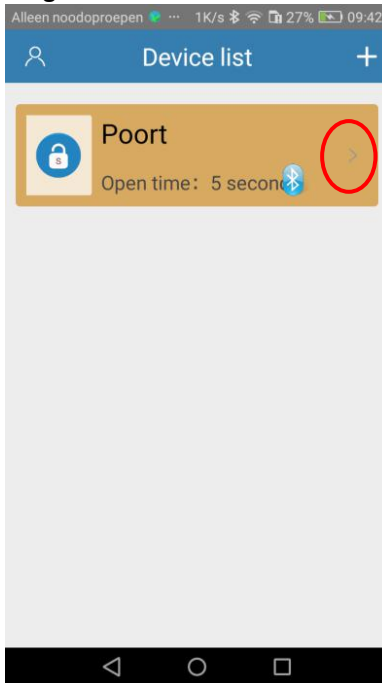 Alleen noodoproepen ... 1K/s 27% 09:42
Device list +
Poort
S
Open time: 5 second